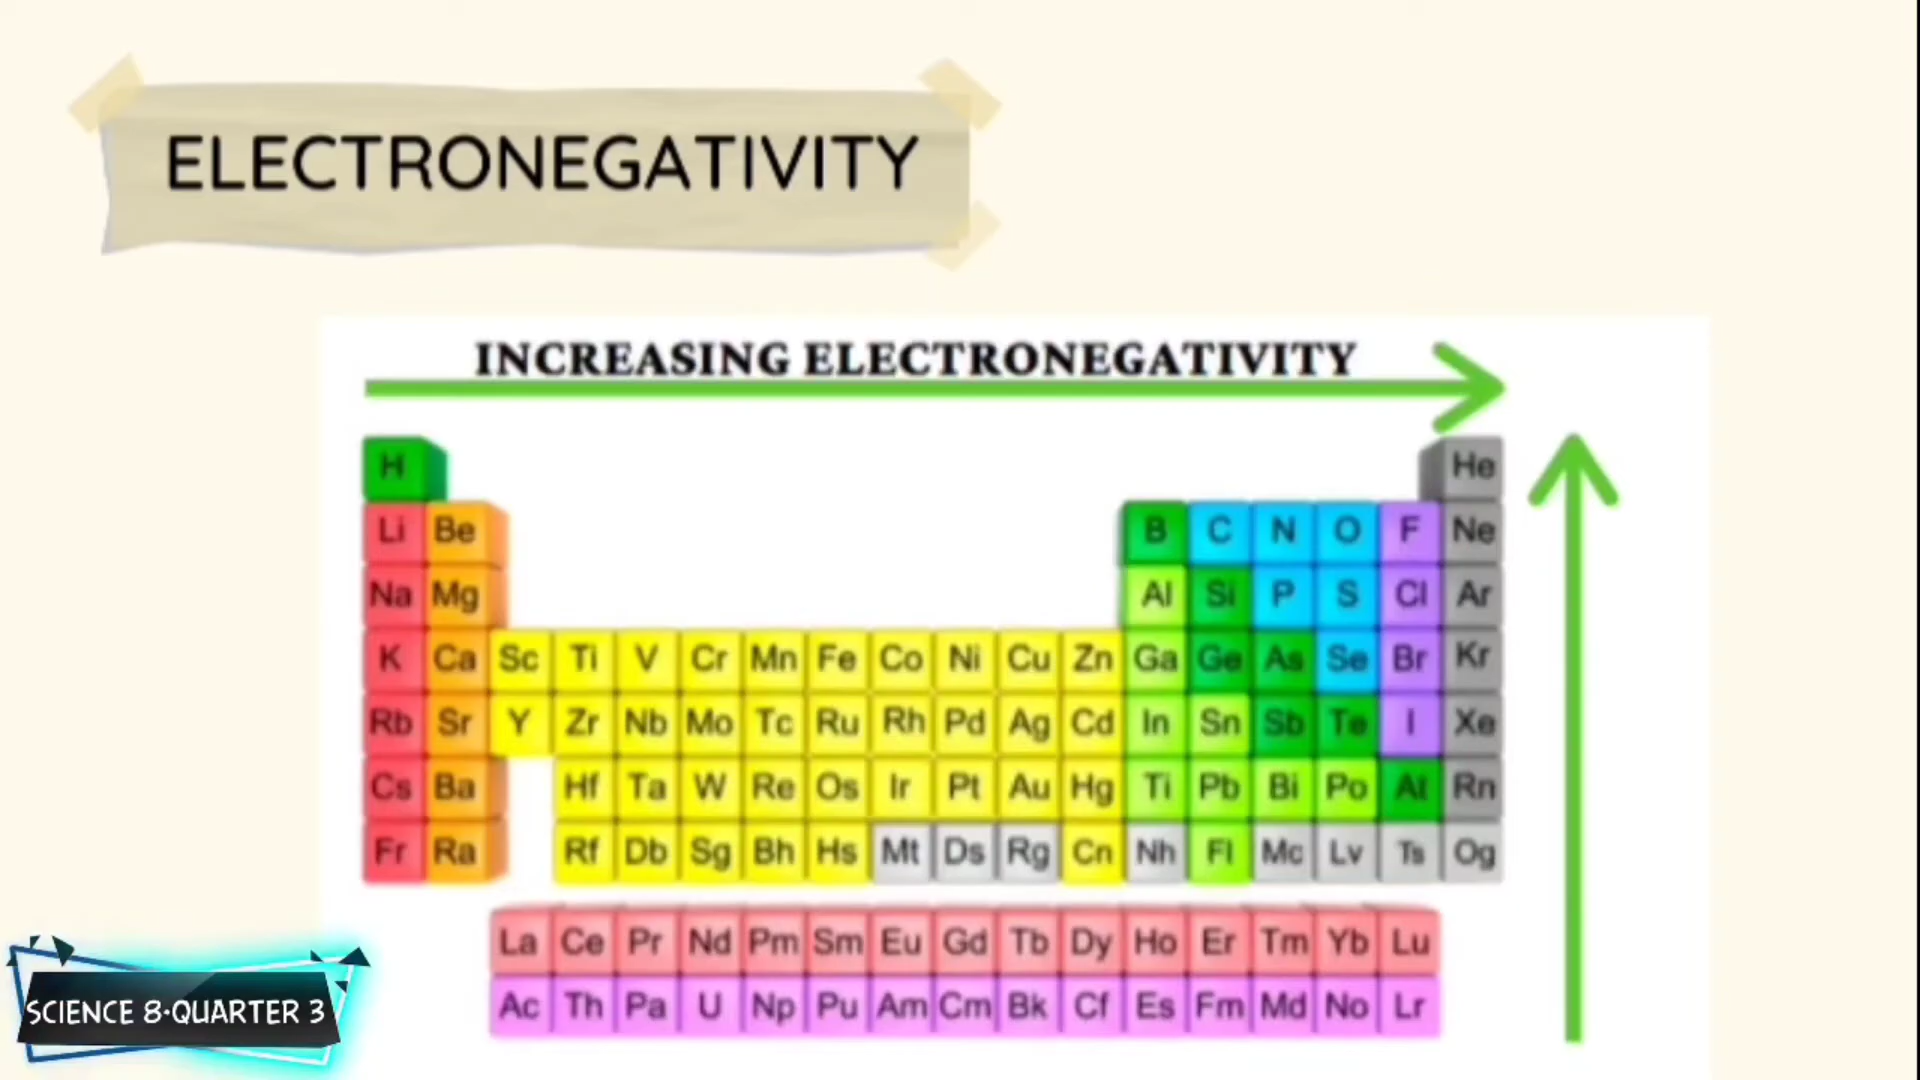 ELECTRONEGATIVITY
INCREASING ELECTRONEGATIVITY
H He
Li Be B C N O F Ne
Na Mg Al Si P S Cl Ar
K Ca Sc Ti V Cr Mn Fe Co Ni Cu Zn Ga Ge As Se Br Kr
Rb Sr Y Zr Nb Mo Tc Ru Rh Pd Ag Cd In Sn Sb Te I Xe
Cs Ba Hf Ta W Re Os Ir Pt Au Hg Ti Pb Bi Po At Rn
Fr Ra Rf Db Sg Bh Hs Mt Ds Rg Cn Nh Fl Mc Lv Ts Og
La Ce Pr Nd Pm Sm Eu Gd Tb Dy Ho Er Tm Yb Lu
Ac Th Pa U Np Pu Am Cm Bk Cf Es Fm Md No Lr
SCIENCE 8·QUARTER 3